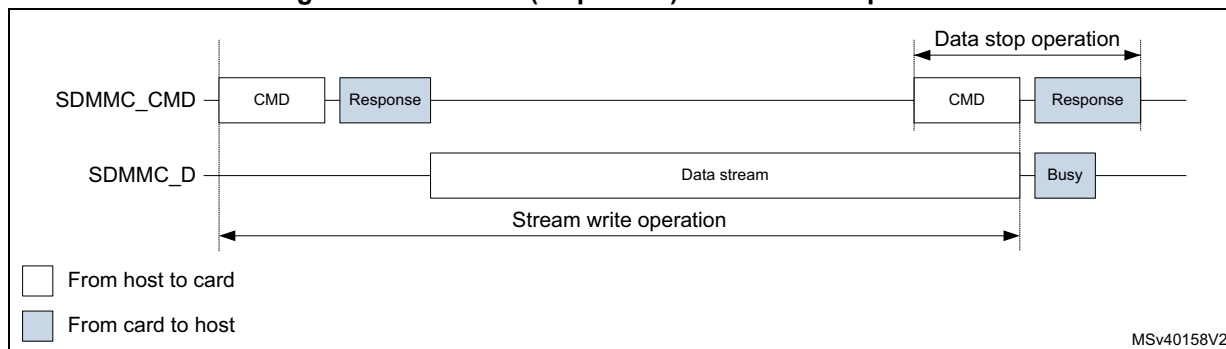 Data stop operation
SDMMC_CMD CMD Response CMD Response
SDMMC_D Data stream Busy
Stream write operation
From host to card
From card to host
MSv40158V2